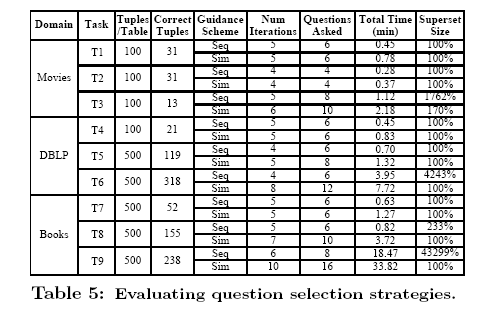 Domain Task Tuples /Table Correct Tuples Guidance Scheme Num Iterations Questions Asked Total Time (min) Superset Size
Movies T1 100 31 Seq 5 6 0.45 100%
Sim 5 6 0.78 100%
T2 100 31 Seq 4 4 0.28 100%
Sim 4 4 0.37 100%
T3 100 13 Seq 5 8 1.12 1762%
Sim 6 10 2.18 170%
DBLP T4 100 21 Seq 5 6 0.45 100%
Sim 5 6 0.83 100%
T5 500 119 Seq 4 6 0.70 100%
Sim 5 8 1.32 100%
T6 500 318 Seq 4 6 3.95 4243%
Sim 8 12 7.72 100%
Books T7 500 52 Seq 5 6 0.63 100%
Sim 5 6 1.27 100%
T8 500 155 Seq 5 6 0.82 233%
Sim 7 10 3.72 100%
T9 500 238 Seq 6 8 18.47 43299%
Sim 10 16 33.82 100%
Table 5: Evaluating question selection strategies.